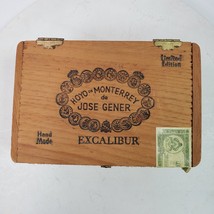 Limited
Edition
HOYO de MONTERREY
de
JOSE GENER
Hand
Made
EXCALIBUR